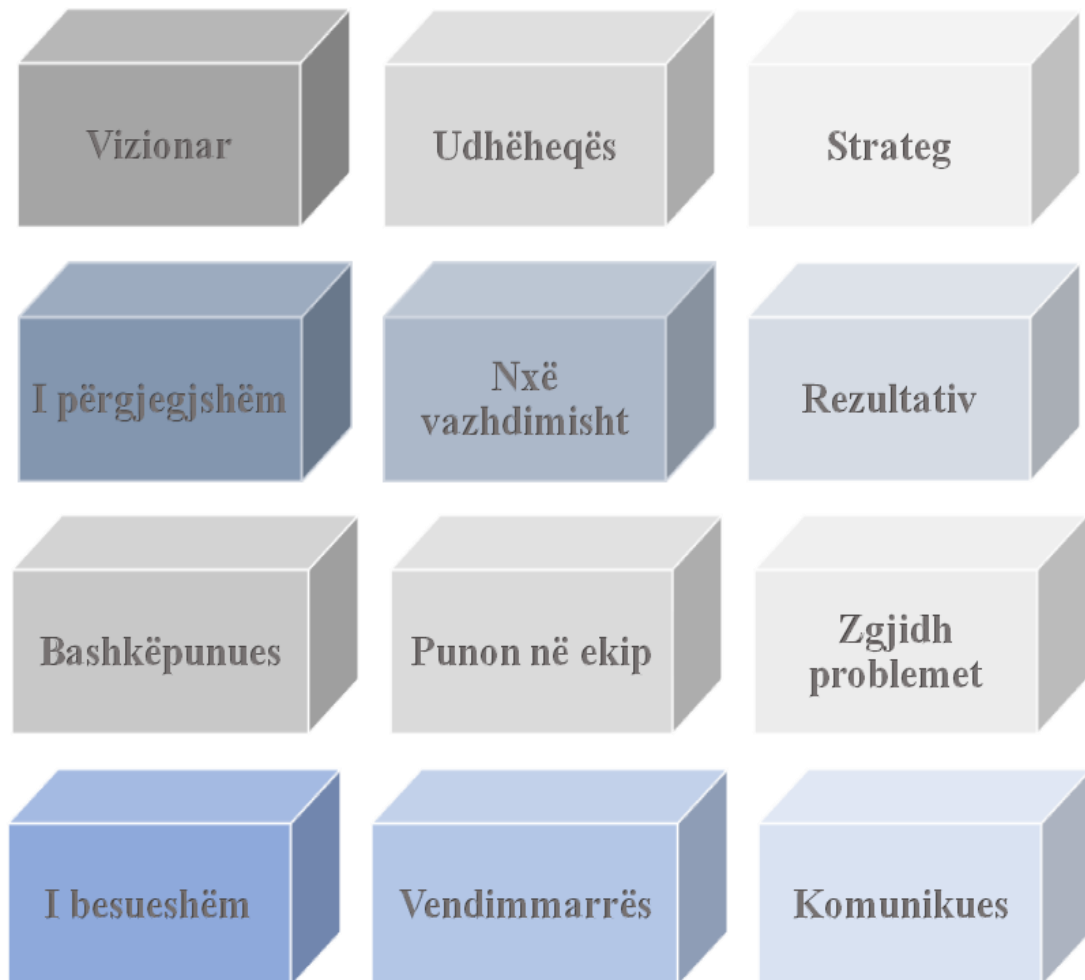 Vizionar
Udhëheqës
Strateg
I përgjegjshëm
Nxë
vazhdimisht
Rezultativ
Bashkëpunues
Punon në ekip
Zgjidh
problemet
I besueshëm
Vendimmarrës
Komunikues